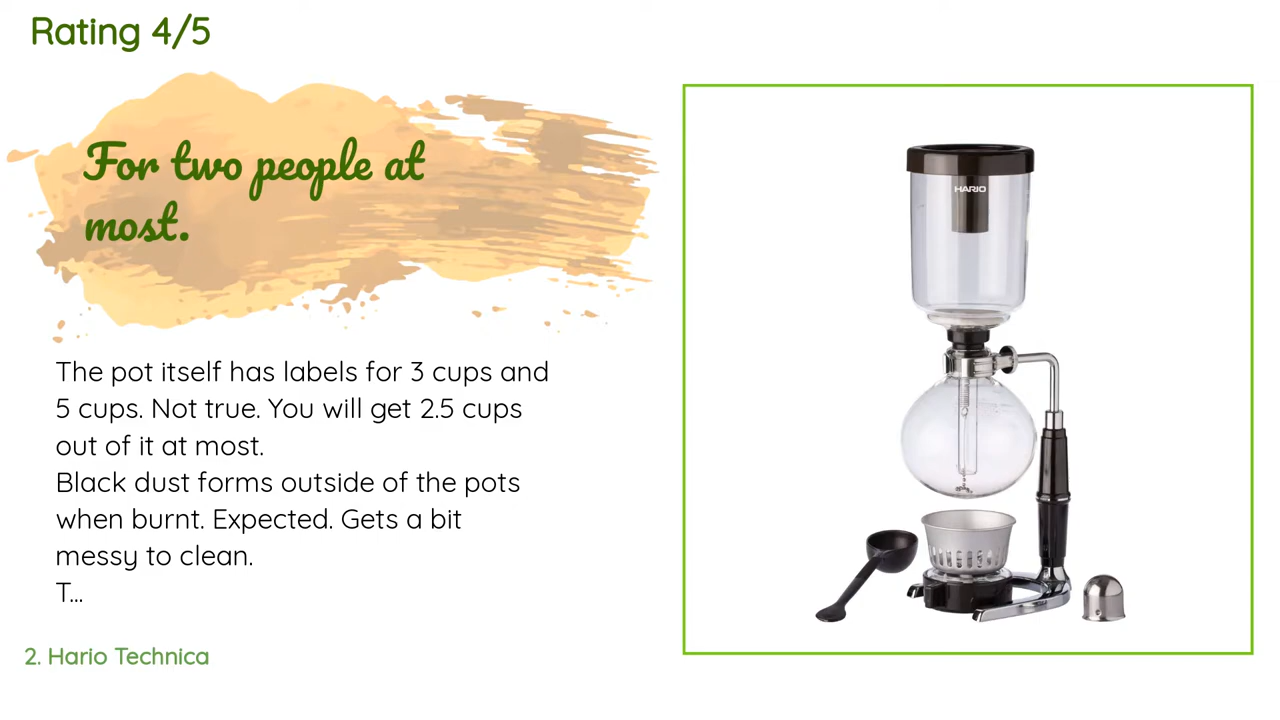 Rating 4/5
For two people at
most.
The pot itself has labels for 3 cups and
5 cups. Not true. You will get 2.5 cups
out of it at most.
Black dust forms outside of the pots
when burnt. Expected. Gets a bit
messy to clean.
T...
HARIO
2. Hario Technica